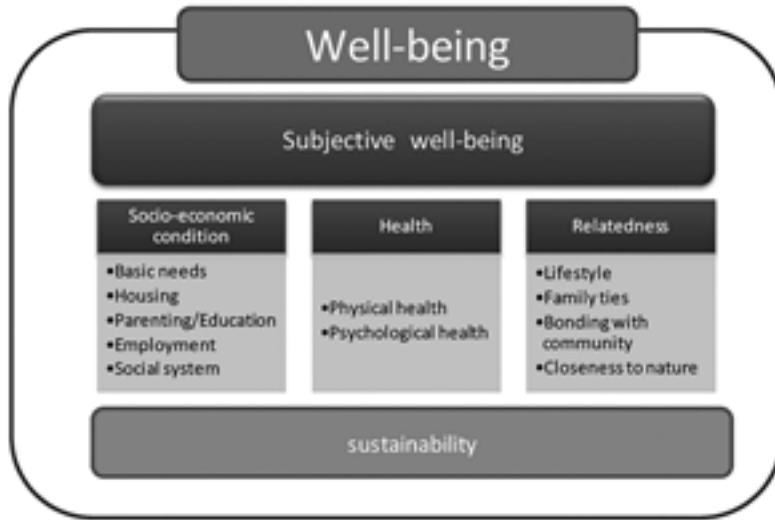 Well-being
Subjective well-being
Socio-economic
condition
•Basic needs
•Housing
•Parenting/Education
•Employment
•Social system
Health
•Physical health
•Psychological health
Relatedness
•Lifestyle
•Family ties
•Bonding with
community
•Closeness to nature
sustainability